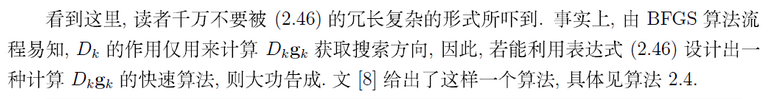 看到这里, 读者千万不要被 (2.46) 的冗长复杂的形式所吓到. 事实上, 由 BFGS 算法流
程易知, Dₖ 的作用仅用来计算 Dₖgₖ 获取搜索方向, 因此, 若能利用表达式 (2.46) 设计出一
种计算 Dₖgₖ 的快速算法, 则大功告成. 文 [8] 给出了这样一个算法, 具体见算法 2.4.